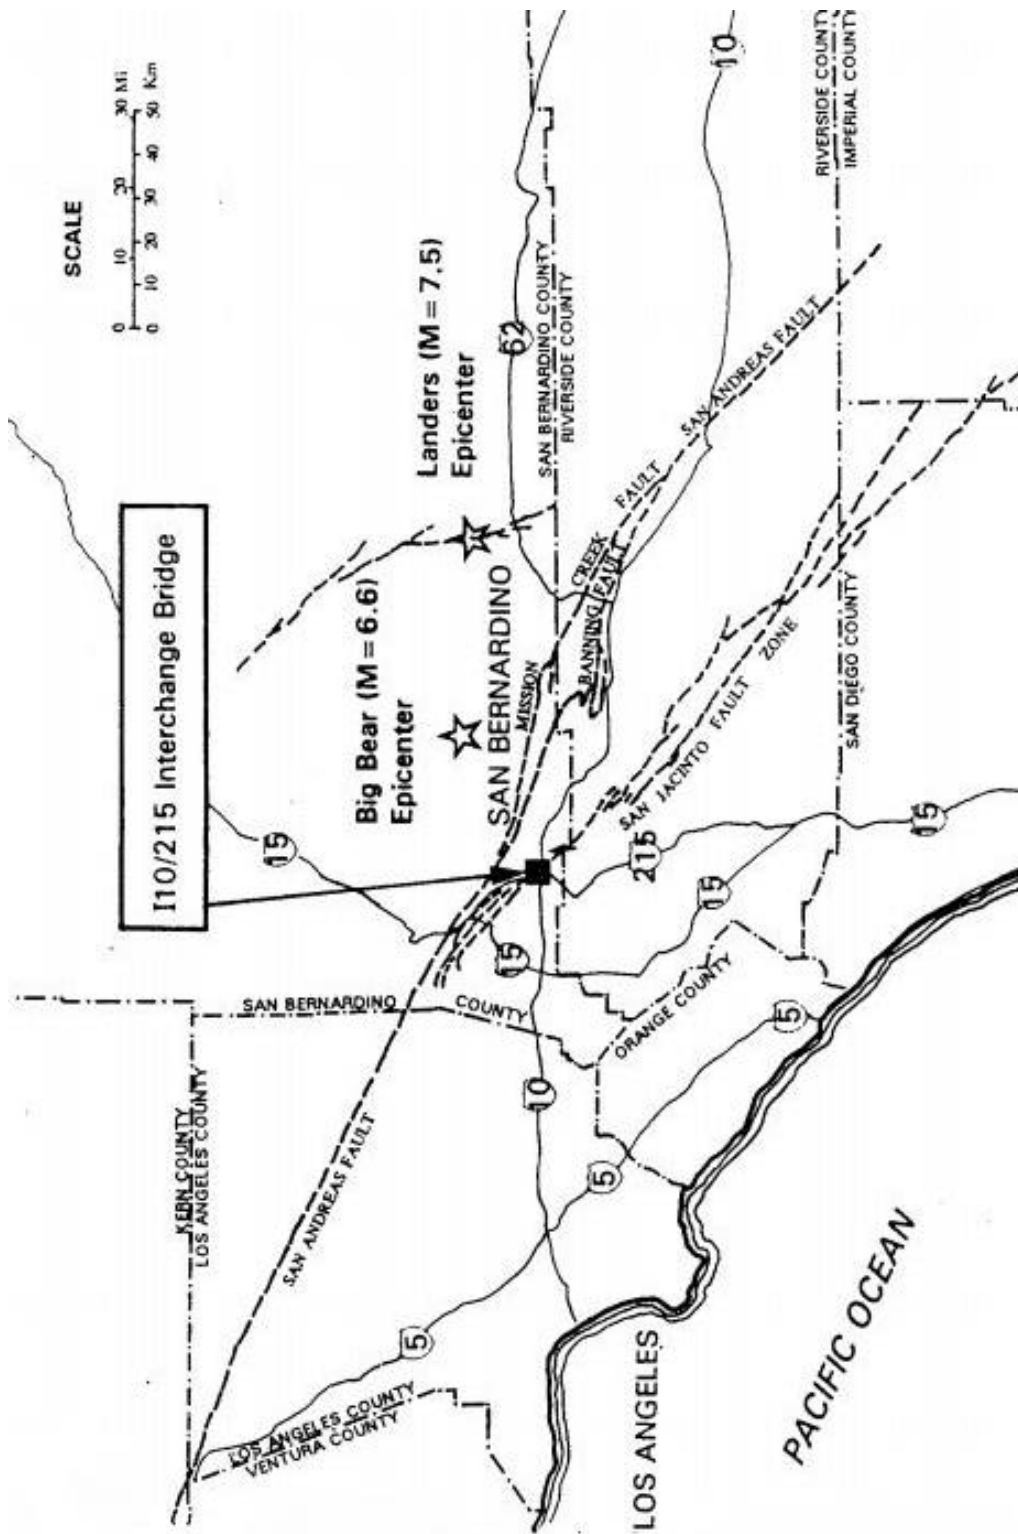 SCALE
0 10 20 30 Mi
0 10 20 30 40 50 Km
I10/215 Interchange Bridge
Landers (M = 7.5)
Epicenter
Big Bear (M = 6.6)
Epicenter
SAN BERNARDINO
KERN COUNTY
LOS ANGELES COUNTY
SAN BERNARDINO COUNTY
SAN BERNARDINO COUNTY
RIVERSIDE COUNTY
RIVERSIDE COUNTY
IMPERIAL COUNTY
LOS ANGELES COUNTY
VENTURA COUNTY
ORANGE COUNTY
SAN DIEGO COUNTY
SAN ANDREAS FAULT
MISSION CREEK FAULT
BANNING FAULT
SAN ANDREAS FAULT
SAN JACINTO FAULT ZONE
5
5
5
10
10
15
15
15
15
215
62
LOS ANGELES
PACIFIC OCEAN